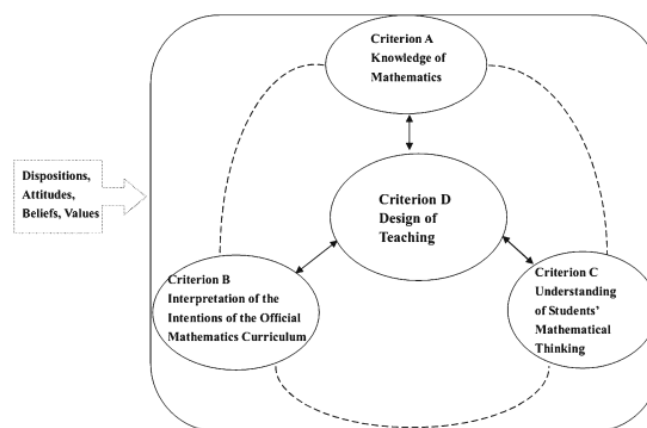 Criterion A
Knowledge of
Mathematics
Dispositions,
Attitudes,
Beliefs, Values
Criterion D
Design of
Teaching
Criterion B
Interpretation of the
Intentions of the Official
Mathematics Curriculum
Criterion C
Understanding
of Students'
Mathematical
Thinking